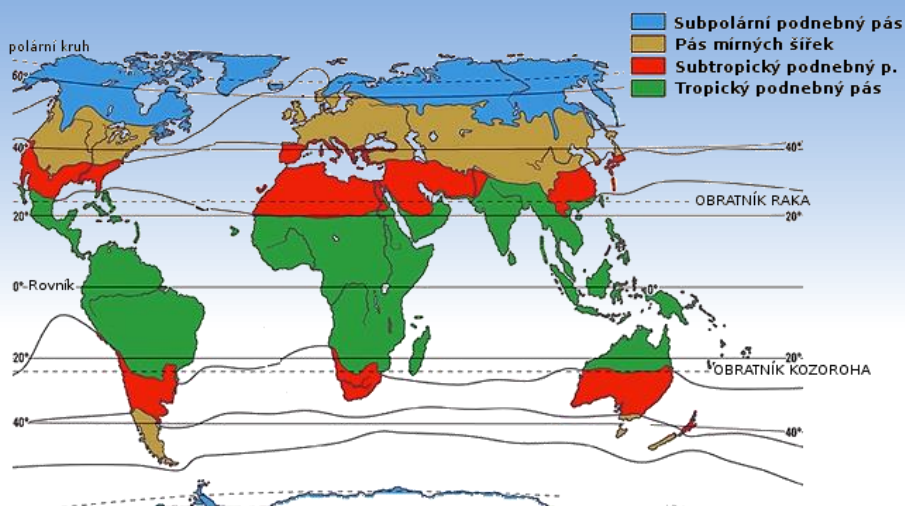 Subpolární podnebný pás
Pás mírných šířek
Subtropický podnebný p.
Tropický podnebný pás
polární kruh
60°
40°
40°
OBRATNÍK RAKA
20°
20°
0°
Rovník
0°
20°
20°
OBRATNÍK KOZOROHA
40°
40°